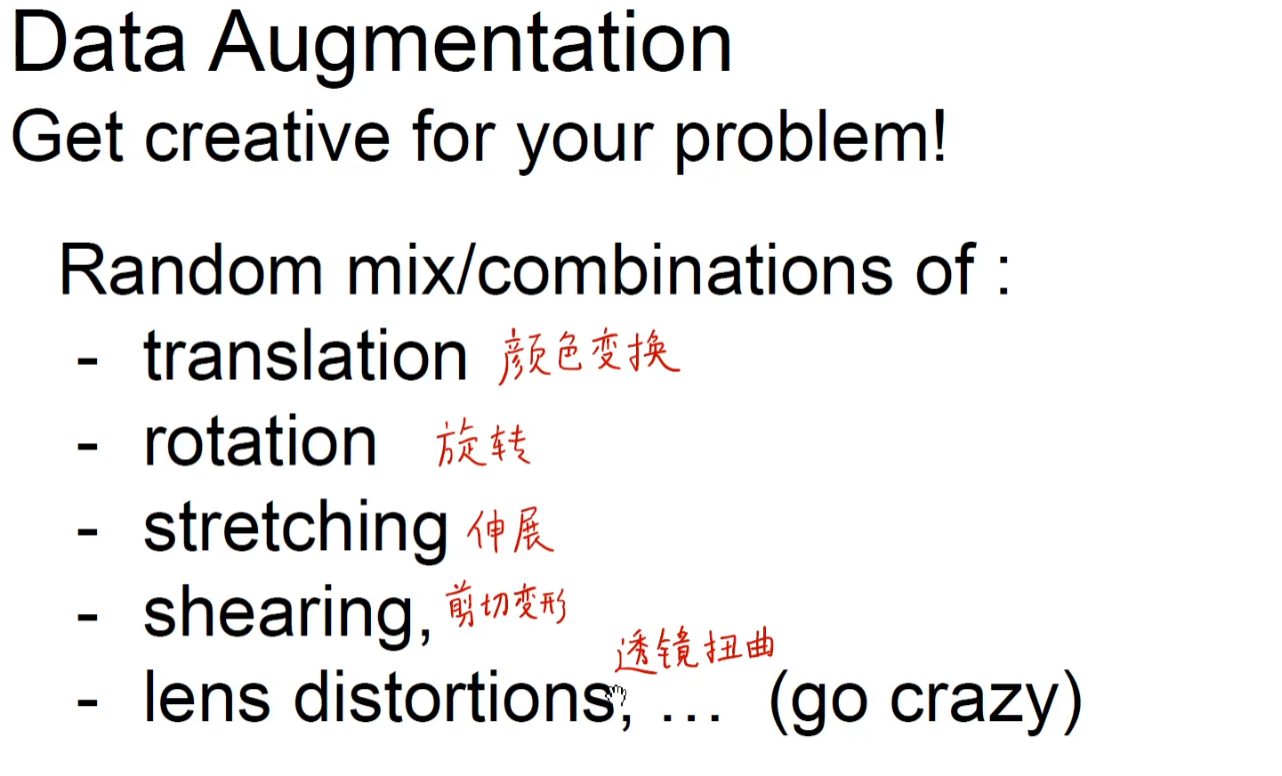 Data Augmentation
Get creative for your problem!
Random mix/combinations of :
- translation 颜色变换
- rotation 旋转
- stretching 伸展
- shearing, 剪切变形
透镜扭曲
- lens distortions, … (go crazy)